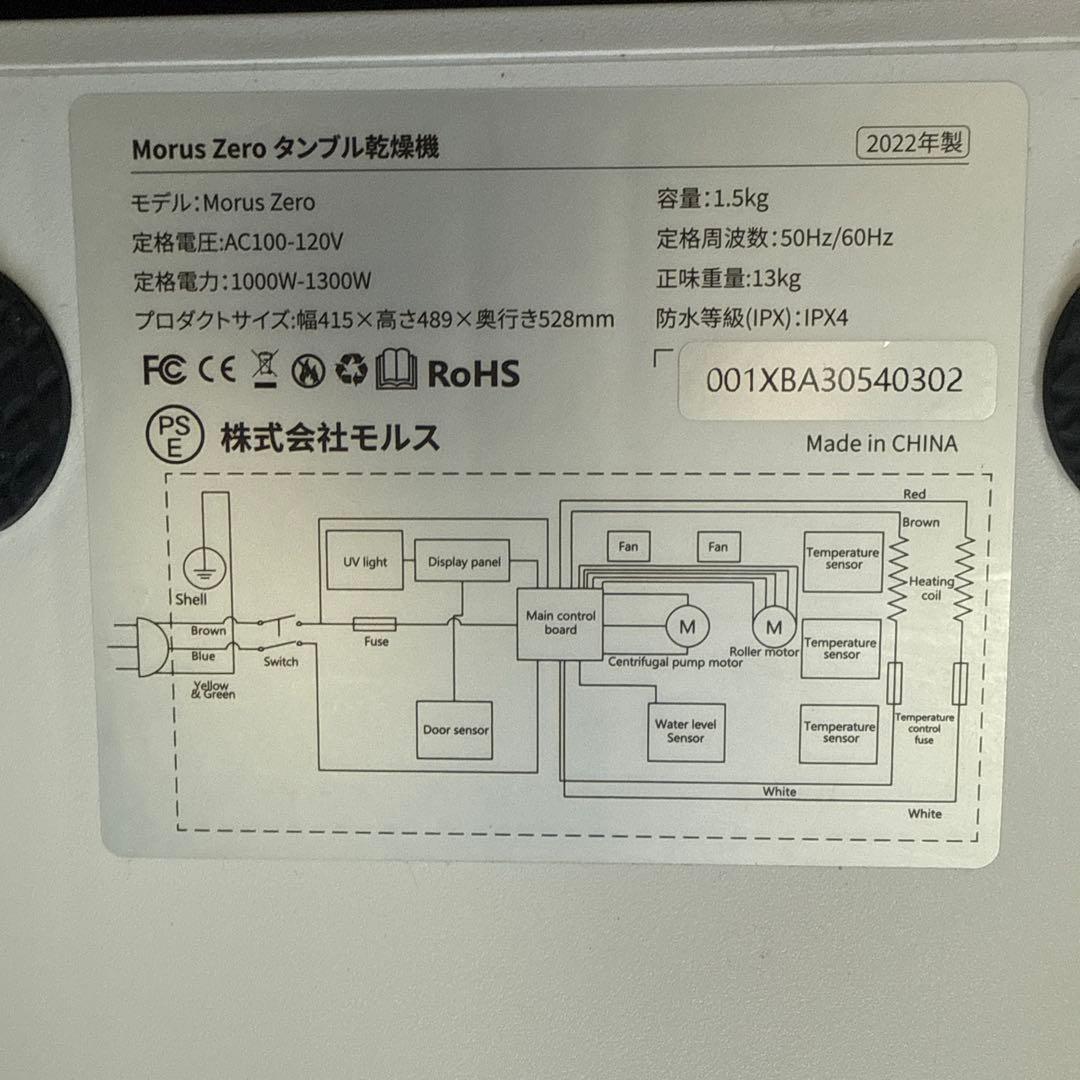 Morus Zero タンブル乾燥機
2022年製
モデル：Morus Zero
容量：1.5kg
定格電圧:AC100-120V
定格周波数：50Hz/60Hz
定格電力：1000W-1300W
正味重量：13kg
プロダクトサイズ:幅415×高さ489×奥行き528mm
防水等級(IPX)：IPX4
FC CE RoHS
001XBA30540302
PS
E
株式会社モルス
Made in CHINA
Red
Brown
Fan
Fan
UV light
Display panel
Temperature
sensor
Heating
coil
Shell
Main control
board
M
M
Brown
Fuse
Blue
Switch
Centrifugal pump motor
Roller motor
Temperature
sensor
Yellow
& Green
Door sensor
Water level
Sensor
Temperature
sensor
Temperature
control
fuse
White
White